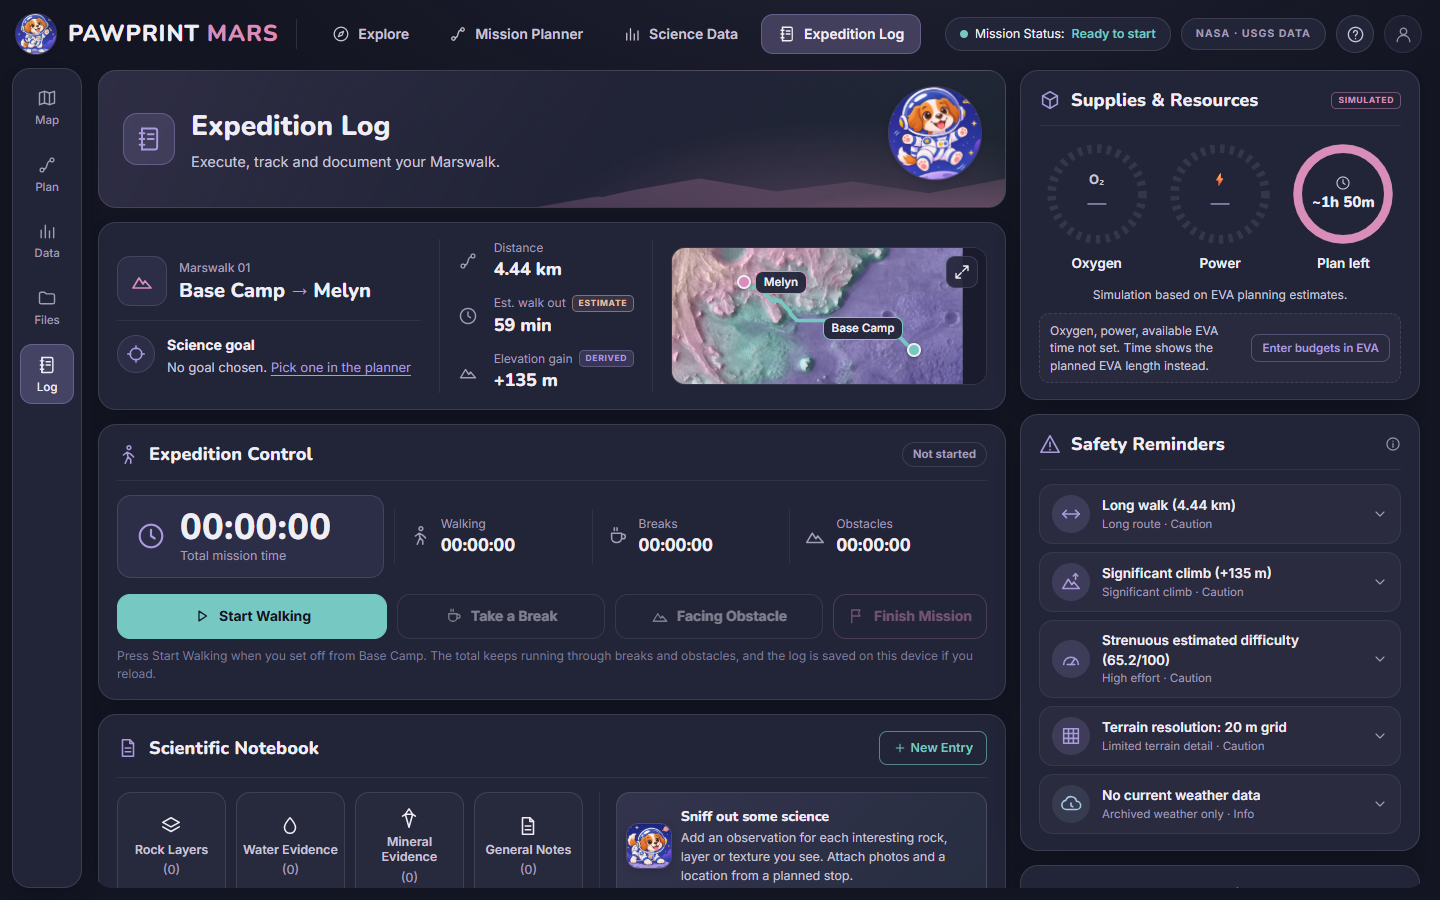 PAWPRINT MARS
Explore
Mission Planner
Science Data
Expedition Log
Mission Status: Ready to start
NASA · USGS DATA
Map
Plan
Data
Files
Log
Expedition Log
Execute, track and document your Marswalk.
Marswalk 01
Base Camp → Melyn
Science goal
No goal chosen. Pick one in the planner
Distance
4.44 km
Est. walk out ESTIMATE
59 min
Elevation gain DERIVED
+135 m
Melyn
Base Camp
Expedition Control
Not started
00:00:00
Total mission time
Walking
00:00:00
Breaks
00:00:00
Obstacles
00:00:00
Start Walking
Take a Break
Facing Obstacle
Finish Mission
Press Start Walking when you set off from Base Camp. The total keeps running through breaks and obstacles, and the log is saved on this device if you
reload.
Scientific Notebook
+ New Entry
Rock Layers
(0)
Water Evidence
(0)
Mineral
Evidence
(0)
General Notes
(0)
Sniff out some science
Add an observation for each interesting rock,
layer or texture you see. Attach photos and a
location from a planned stop.
Supplies & Resources
SIMULATED
O₂
—
Oxygen
—
Power
~1h 50m
Plan left
Simulation based on EVA planning estimates.
Oxygen, power, available EVA
time not set. Time shows the
planned EVA length instead.
Enter budgets in EVA
Safety Reminders
Long walk (4.44 km)
Long route · Caution
Significant climb (+135 m)
Significant climb · Caution
Strenuous estimated difficulty
(65.2/100)
High effort · Caution
Terrain resolution: 20 m grid
Limited terrain detail · Caution
No current weather data
Archived weather only · Info